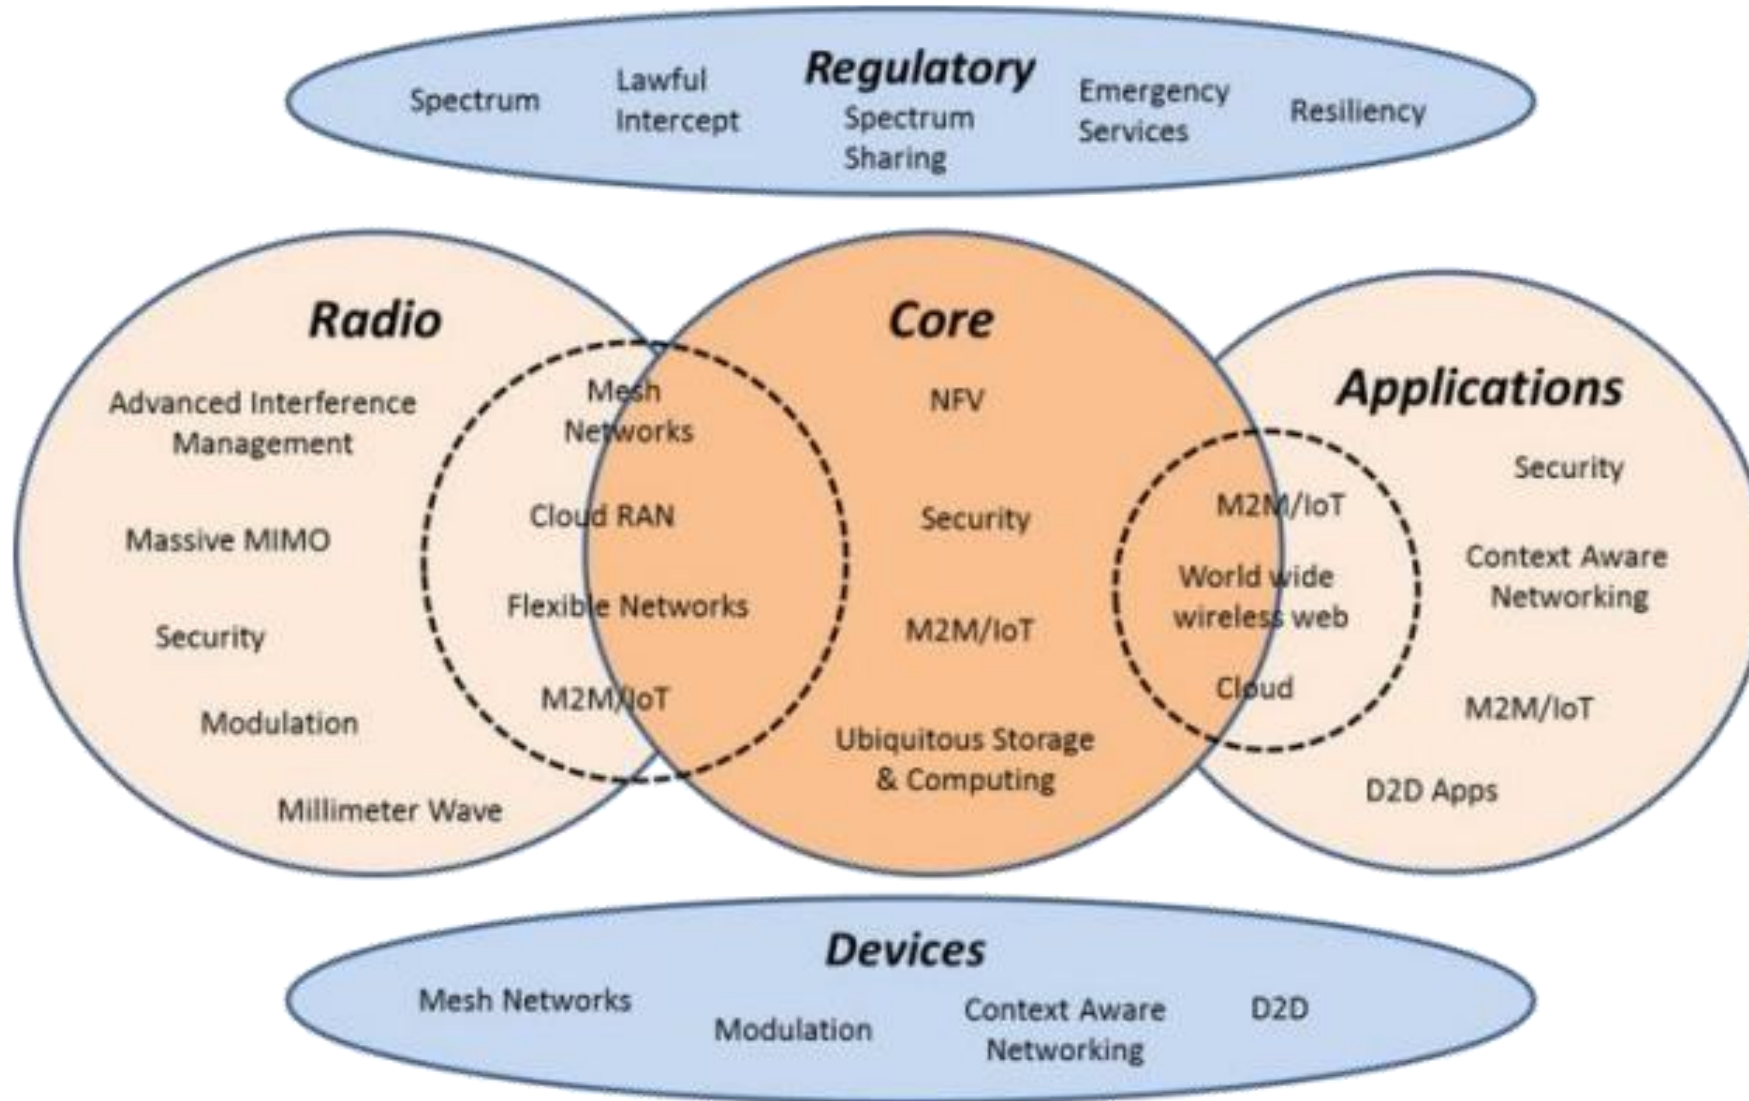 Regulatory
Spectrum
Lawful
Intercept
Spectrum
Sharing
Emergency
Services
Resiliency
Radio
Advanced Interference
Management
Massive MIMO
Security
Modulation
Millimeter Wave
Mesh
Networks
Cloud RAN
Flexible Networks
M2M/IoT
Core
NFV
Security
M2M/IoT
Ubiquitous Storage
& Computing
M2M/IoT
World wide
wireless web
Cloud
Applications
Security
Context Aware
Networking
M2M/IoT
D2D Apps
Devices
Mesh Networks
Modulation
Context Aware
Networking
D2D